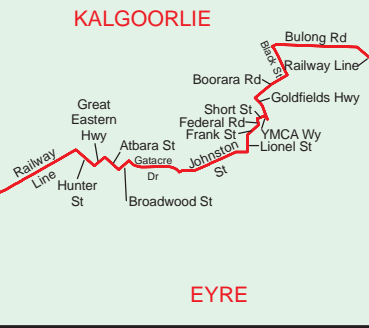 KALGOORLIE
Bulong Rd
Black St
Railway Line
Boorara Rd
Goldfields Hwy
Great
Eastern
Hwy
Short St
Federal Rd
YMCA Wy
Frank St
Lionel St
Atbara St
Gatacre
Dr
Johnston
St
Railway
Line
Hunter
St
Broadwood St
EYRE